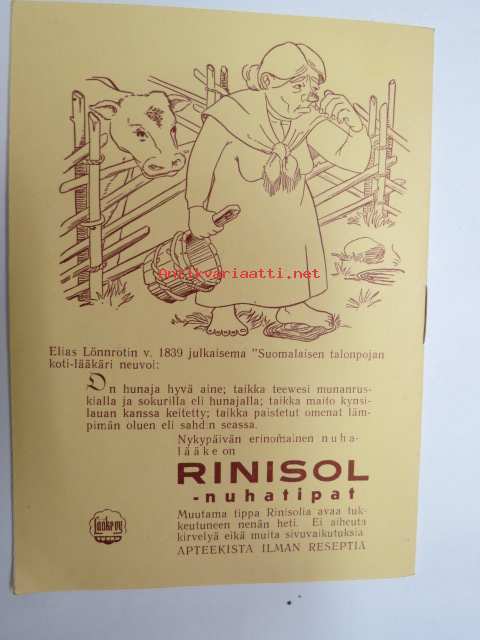 Antikvariaatti.net
Elias Lönnrotin v. 1839 julkaisema "Suomalaisen talonpojan
koti-lääkäri neuvoi:
On hunaja hyvä aine; taikka teewesi munanrus-
kialla ja sokurilla eli hunajalla; taikka maito kynsi-
lauan kanssa keitetty; taikka paistetut omenat läm-
pimän oluen eli sahd:n seassa.
Nykypäivän erinomainen nuha-
lääke on
RINISOL
-nuhatipat
Muutama tippa Rinisolia avaa tuk-
keutuneen nenän heti. Ei aiheuta
kirvelyä eikä muita sivuvaikutuksia
APTEEKISTA ILMAN RESEPTIÄ
Lääke oy
TURKU